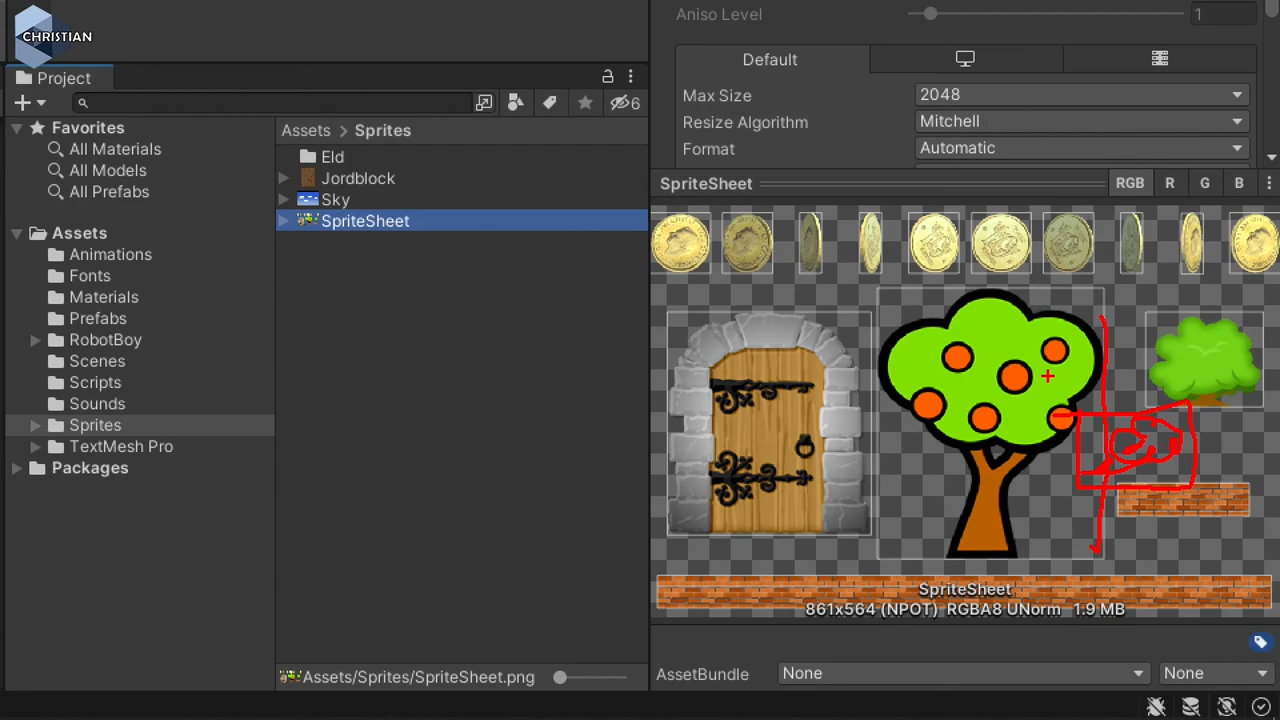 CHRISTIAN
Aniso Level
1
Project
Default
6
Max Size
2048
Resize Algorithm
Mitchell
Format
Automatic
Favorites
All Materials
All Models
All Prefabs
Assets
Animations
Fonts
Materials
Prefabs
RobotBoy
Scenes
Scripts
Sounds
Sprites
TextMesh Pro
Packages
Assets > Sprites
Eld
Jordblock
Sky
SpriteSheet
Assets/Sprites/SpriteSheet.png
SpriteSheet
RGB R G B
SpriteSheet
861x564 (NPOT) RGBA8 UNorm 1.9 MB
AssetBundle
None
None